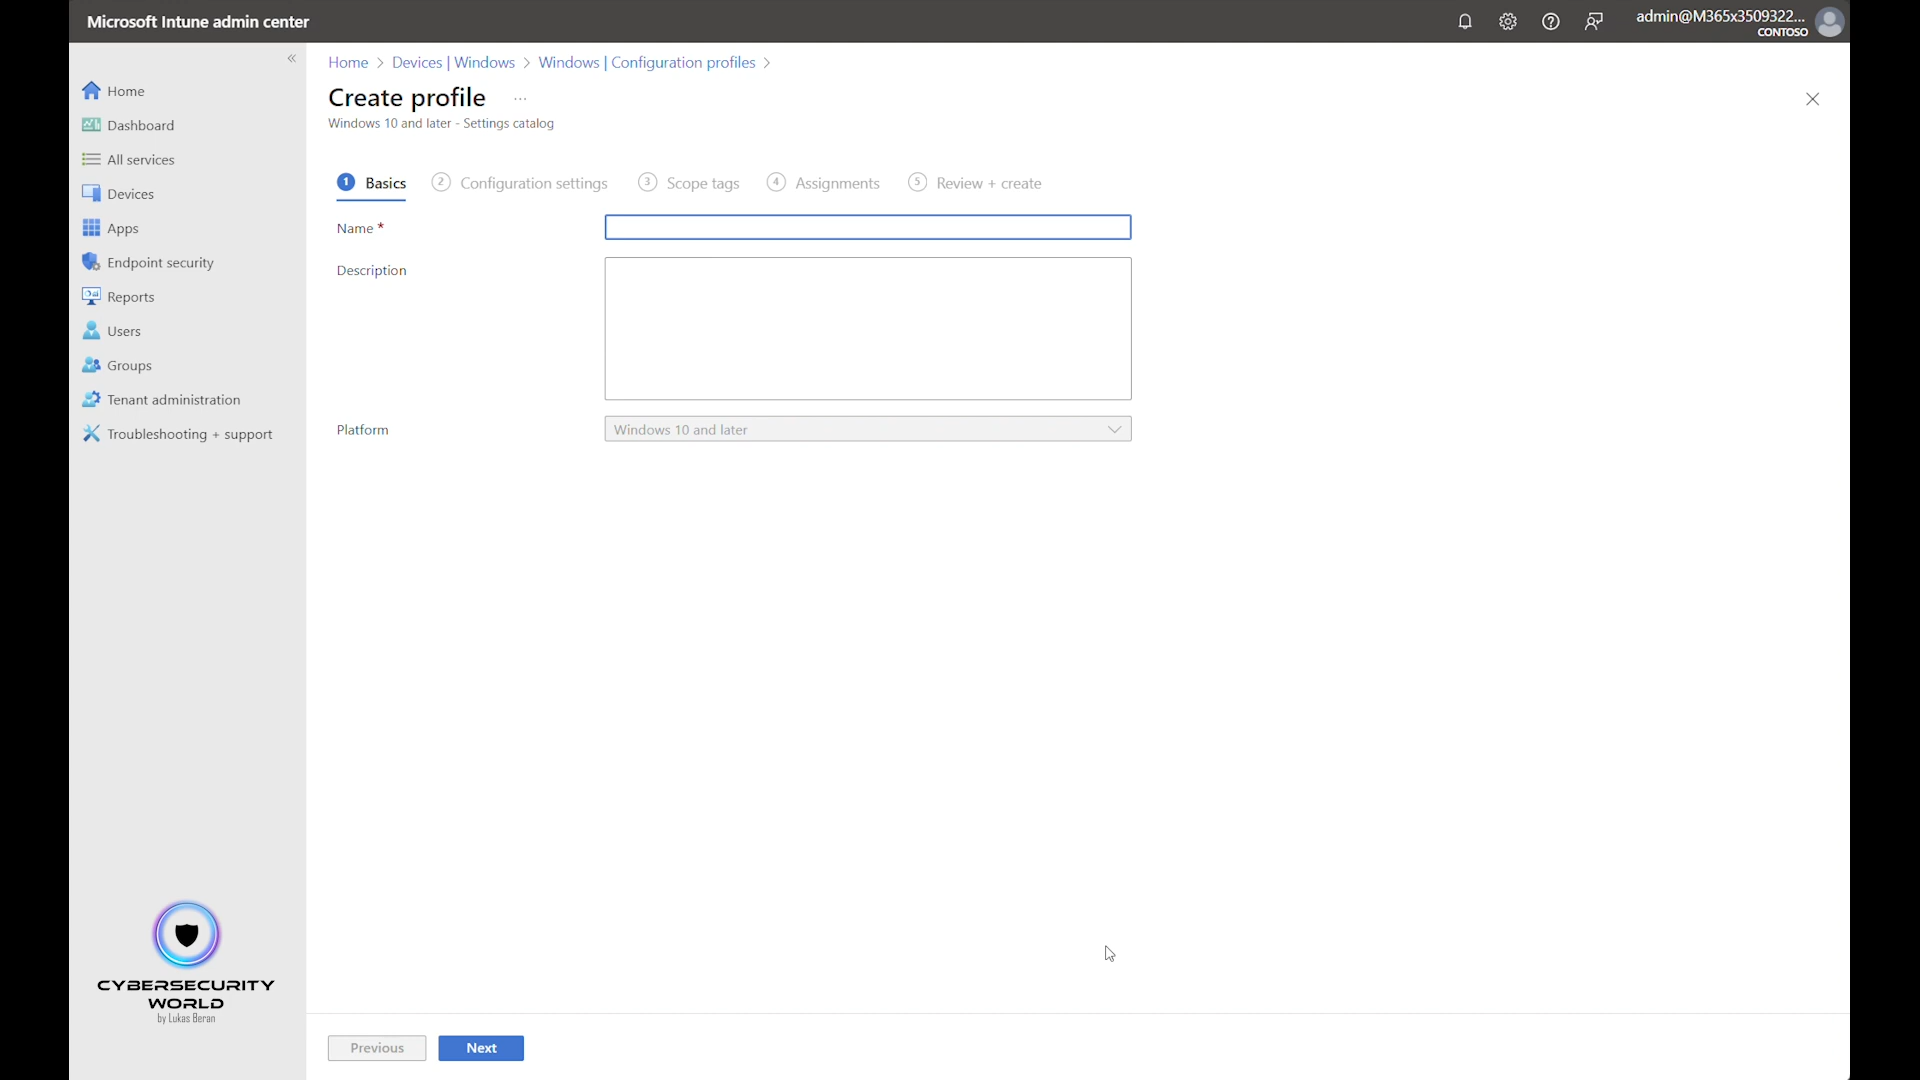 Microsoft Intune admin center
admin@M365x3509322...
CONTOSO
«
Home
Dashboard
All services
Devices
Apps
Endpoint security
Reports
Users
Groups
Tenant administration
Troubleshooting + support
Home > Devices | Windows > Windows | Configuration profiles >
Create profile ...
Windows 10 and later - Settings catalog
1 Basics
2 Configuration settings
3 Scope tags
4 Assignments
5 Review + create
Name *
Description
Platform
Windows 10 and later
CYBERSECURITY
WORLD
by Lukas Beran
Previous
Next